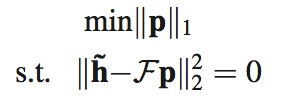 min‖𝐩‖₁
s.t. ‖𝐡̃−ℱ𝐩‖₂² = 0